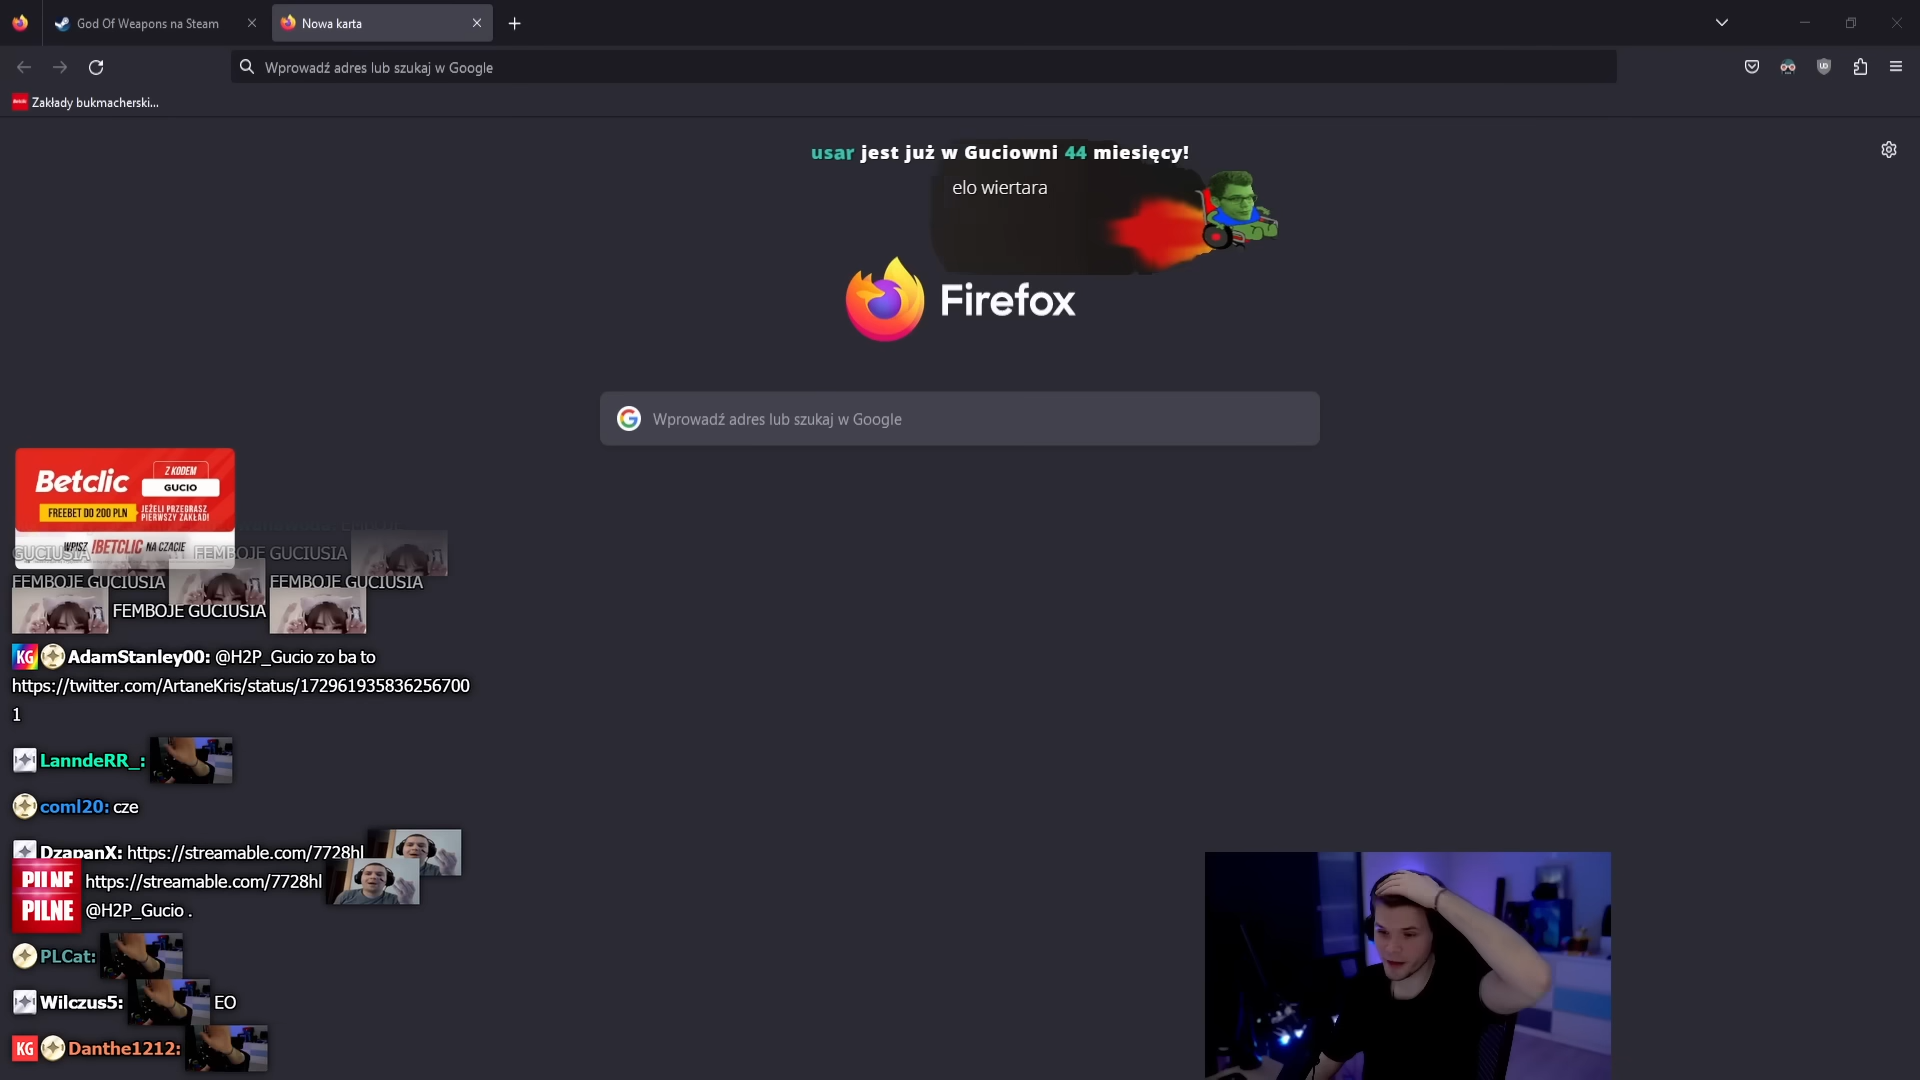 God Of Weapons na Steam
Nowa karta
Wprowadź adres lub szukaj w Google
Zakłady bukmacherski...
usar jest już w Guciowni 44 miesięcy!
elo wiertara
Firefox
Wprowadź adres lub szukaj w Google
Betclic
Z KODEM
GUCIO
FREEBET DO 200 PLN
JEŻELI PRZEGRASZ
PIERWSZY ZAKŁAD!
WPISZ !BETCLIC NA CZACIE
GUCIUSIA FEMBOJE GUCIUSIA
FEMBOJE GUCIUSIA FEMBOJE GUCIUSIA
FEMBOJE GUCIUSIA
KG AdamStanley00: @H2P_Gucio zo ba to
https://twitter.com/ArtaneKris/status/172961935836256700
1
LanndeRR_:
coml20: cze
DzapanX: https://streamable.com/7728hl
PILNE https://streamable.com/7728hl
PILNE @H2P_Gucio .
PLCat:
Wilczus5: EO
KG Danthe1212: